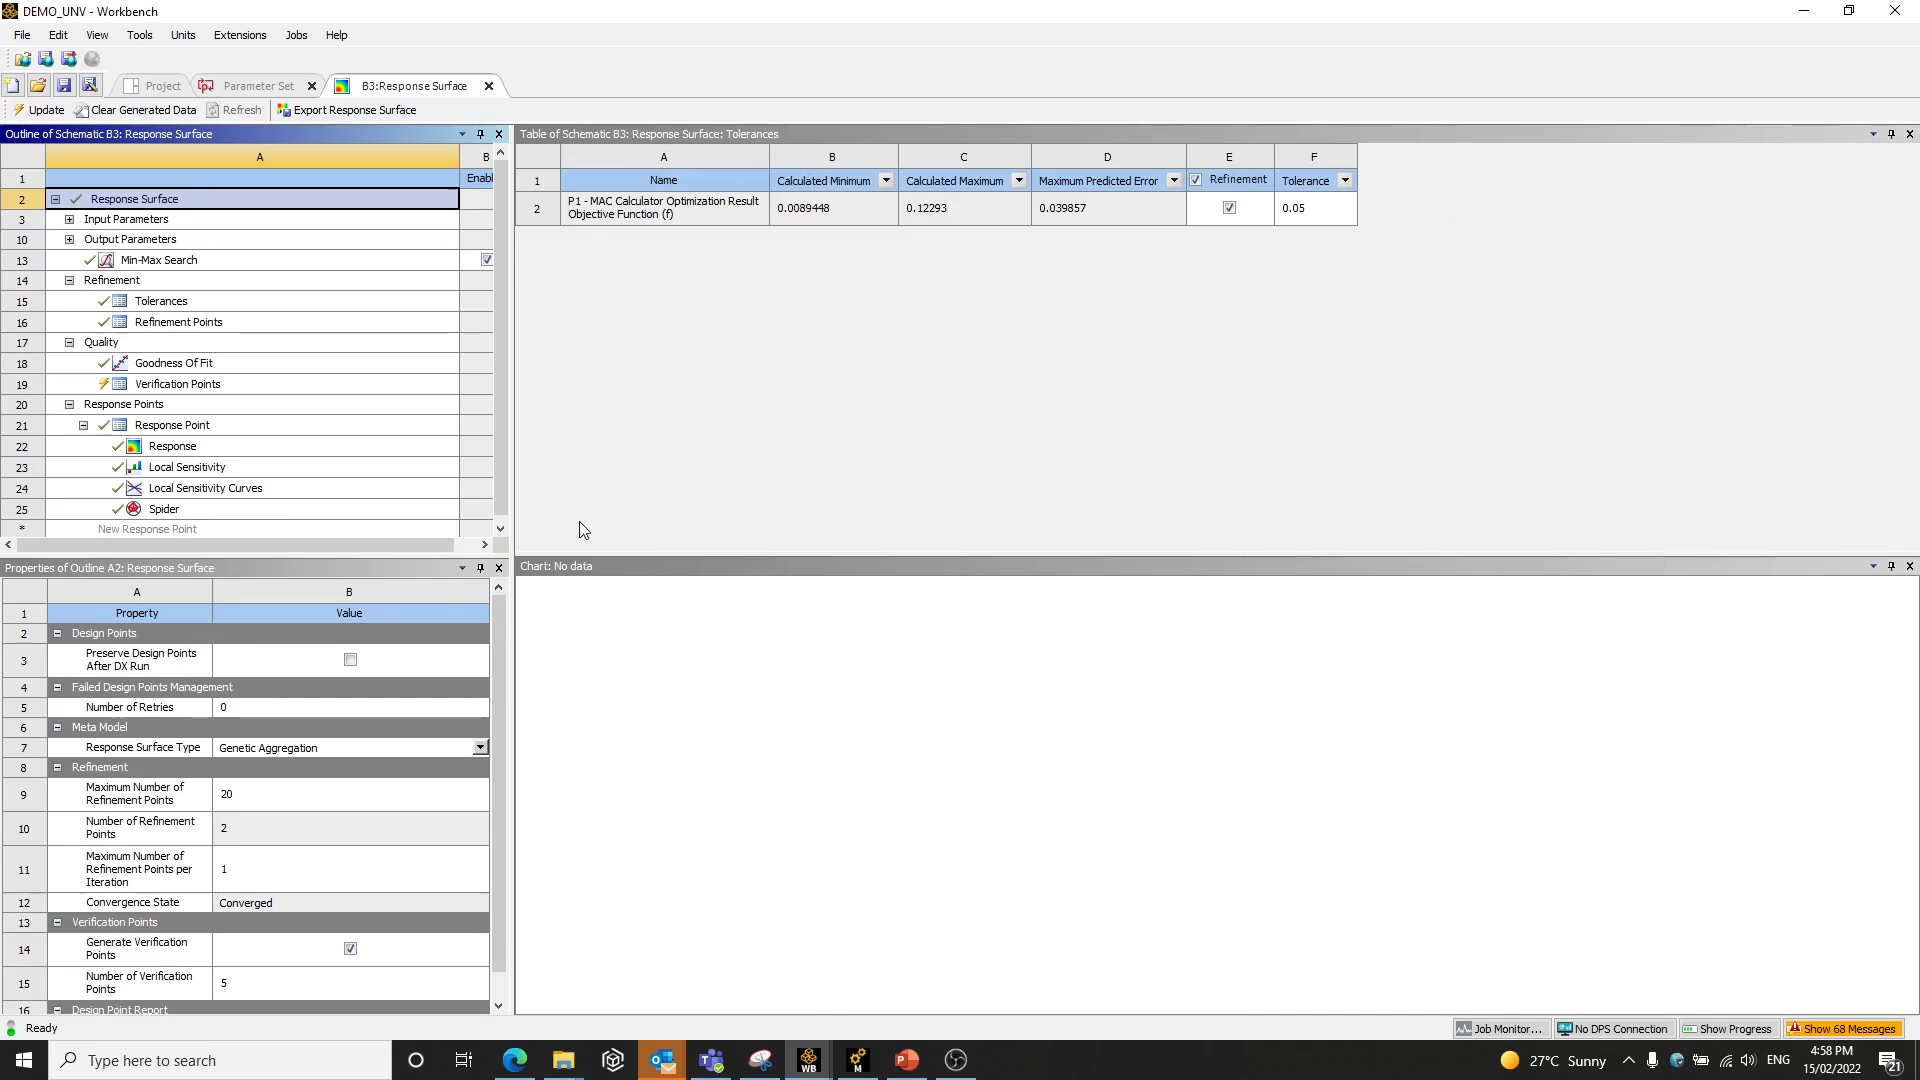 DEMO_UNV - Workbench
File Edit View Tools Units Extensions Jobs Help
Project Parameter Set B3:Response Surface
Update Clear Generated Data Refresh Export Response Surface
Outline of Schematic B3: Response Surface
A B
1 Enabl
2 Response Surface
3 Input Parameters
10 Output Parameters
13 Min-Max Search
14 Refinement
15 Tolerances
16 Refinement Points
17 Quality
18 Goodness Of Fit
19 Verification Points
20 Response Points
21 Response Point
22 Response
23 Local Sensitivity
24 Local Sensitivity Curves
25 Spider
* New Response Point
Properties of Outline A2: Response Surface
A B
1 Property Value
2 Design Points
3 Preserve Design Points
After DX Run
4 Failed Design Points Management
5 Number of Retries 0
6 Meta Model
7 Response Surface Type Genetic Aggregation
8 Refinement
9 Maximum Number of
Refinement Points 20
10 Number of Refinement
Points 2
11 Maximum Number of
Refinement Points per
Iteration 1
12 Convergence State Converged
13 Verification Points
14 Generate Verification
Points
15 Number of Verification
Points 5
16 Design Point Report
Table of Schematic B3: Response Surface: Tolerances
A B C D E F
1 Name Calculated Minimum Calculated Maximum Maximum Predicted Error Refinement Tolerance
2 P1 - MAC Calculator Optimization Result
Objective Function (f) 0.0089448 0.12293 0.039857 0.05
Chart: No data
Ready Job Monitor... No DPS Connection Show Progress Show 68 Messages
Type here to search WB M 27°C Sunny ENG 4:58 PM
15/02/2022 21